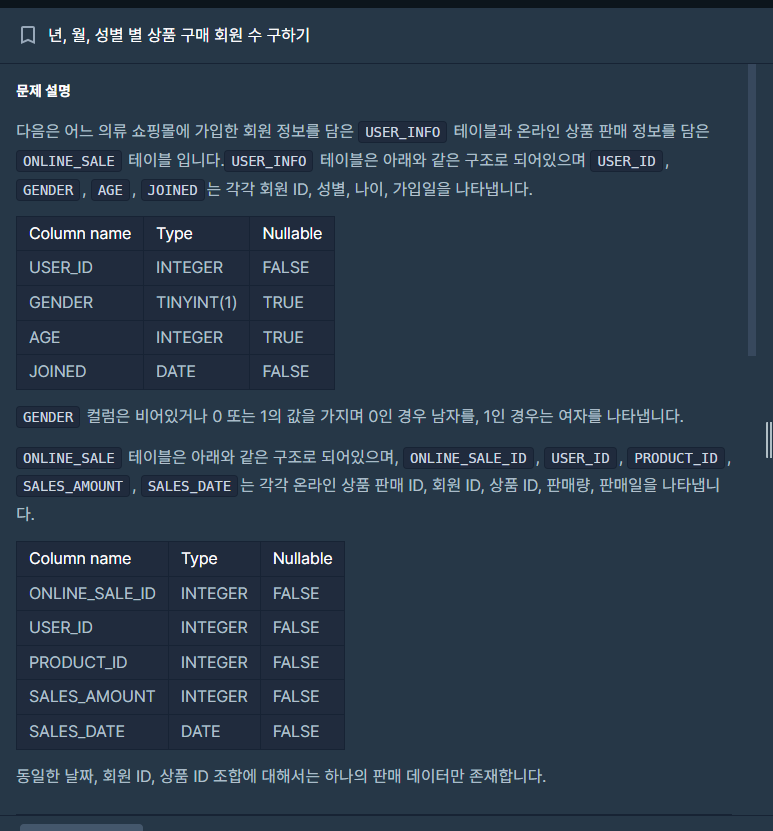 년, 월, 성별 별 상품 구매 회원 수 구하기
문제 설명
다음은 어느 의류 쇼핑몰에 가입한 회원 정보를 담은 USER_INFO 테이블과 온라인 상품 판매 정보를 담은
ONLINE_SALE 테이블 입니다. USER_INFO 테이블은 아래와 같은 구조로 되어있으며 USER_ID ,
GENDER , AGE , JOINED 는 각각 회원 ID, 성별, 나이, 가입일을 나타냅니다.
Column name Type Nullable
USER_ID INTEGER FALSE
GENDER TINYINT(1) TRUE
AGE INTEGER TRUE
JOINED DATE FALSE
GENDER 컬럼은 비어있거나 0 또는 1의 값을 가지며 0인 경우 남자를, 1인 경우는 여자를 나타냅니다.
ONLINE_SALE 테이블은 아래와 같은 구조로 되어있으며, ONLINE_SALE_ID , USER_ID , PRODUCT_ID ,
SALES_AMOUNT , SALES_DATE 는 각각 온라인 상품 판매 ID, 회원 ID, 상품 ID, 판매량, 판매일을 나타냅니
다.
Column name Type Nullable
ONLINE_SALE_ID INTEGER FALSE
USER_ID INTEGER FALSE
PRODUCT_ID INTEGER FALSE
SALES_AMOUNT INTEGER FALSE
SALES_DATE DATE FALSE
동일한 날짜, 회원 ID, 상품 ID 조합에 대해서는 하나의 판매 데이터만 존재합니다.